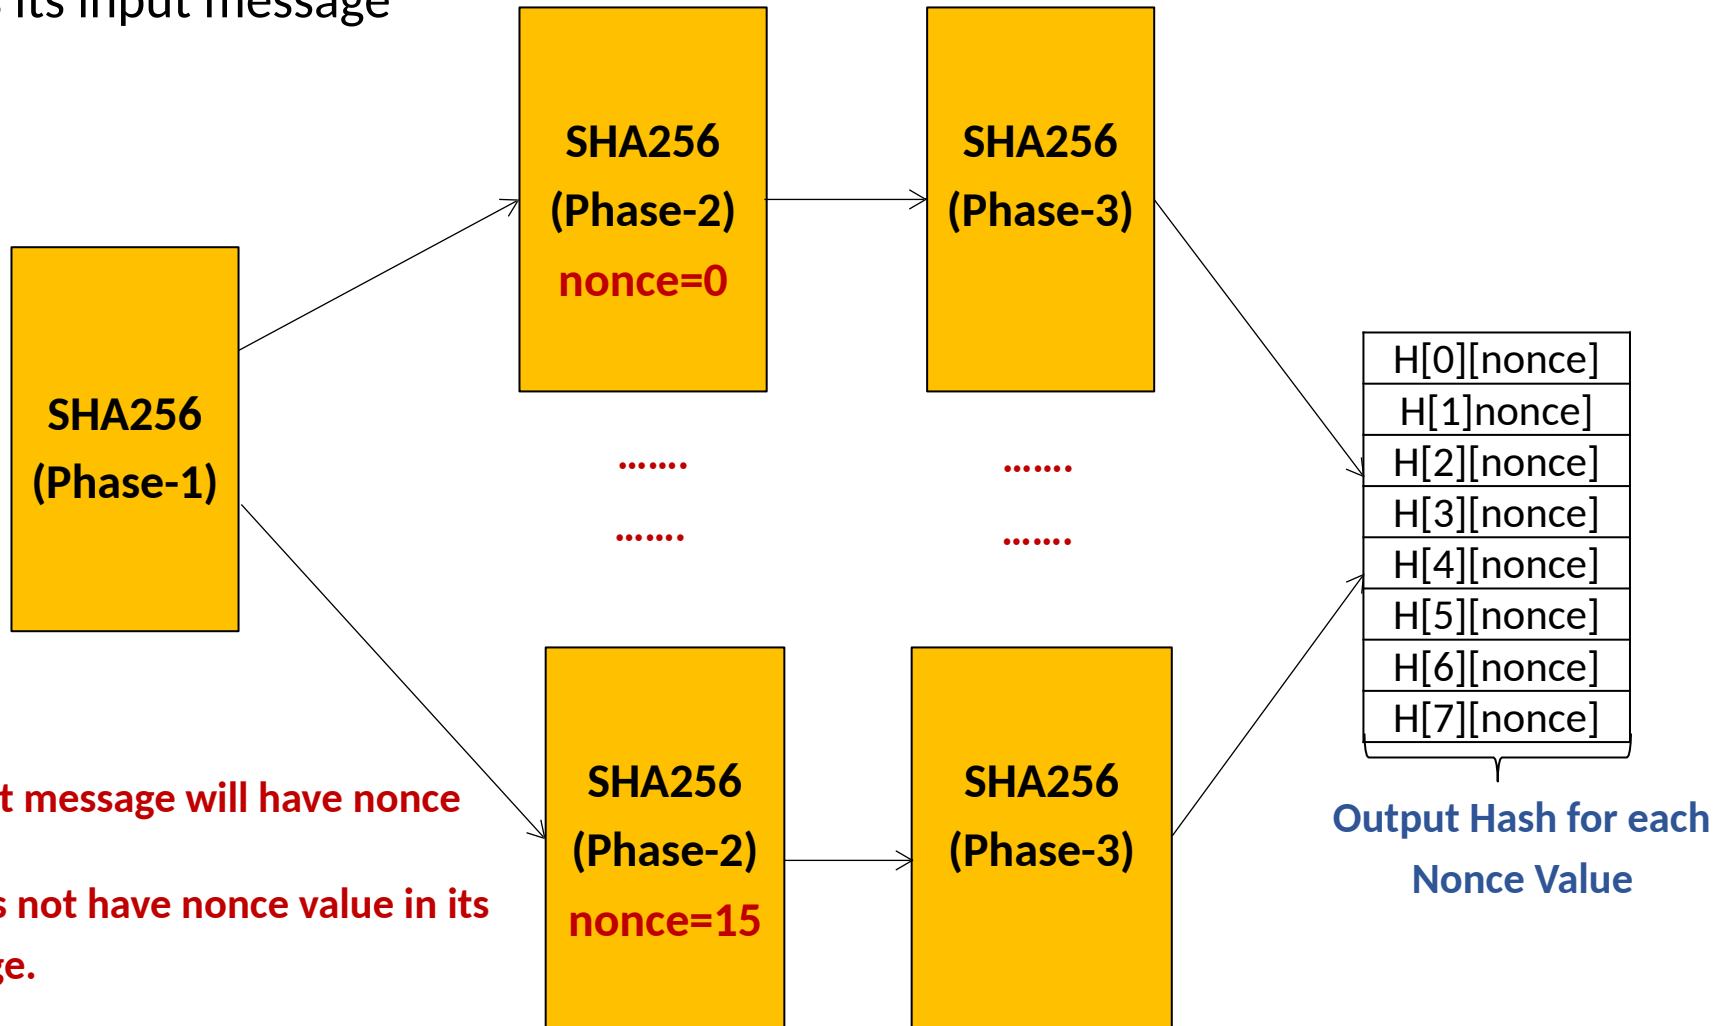 its input message
SHA256
(Phase-1)
SHA256
(Phase-2)
nonce=0
SHA256
(Phase-3)
.......
.......
.......
.......
SHA256
(Phase-2)
nonce=15
SHA256
(Phase-3)
H[0][nonce]
H[1]nonce]
H[2][nonce]
H[3][nonce]
H[4][nonce]
H[5][nonce]
H[6][nonce]
H[7][nonce]
Output Hash for each
Nonce Value
t message will have nonce
s not have nonce value in its
ge.